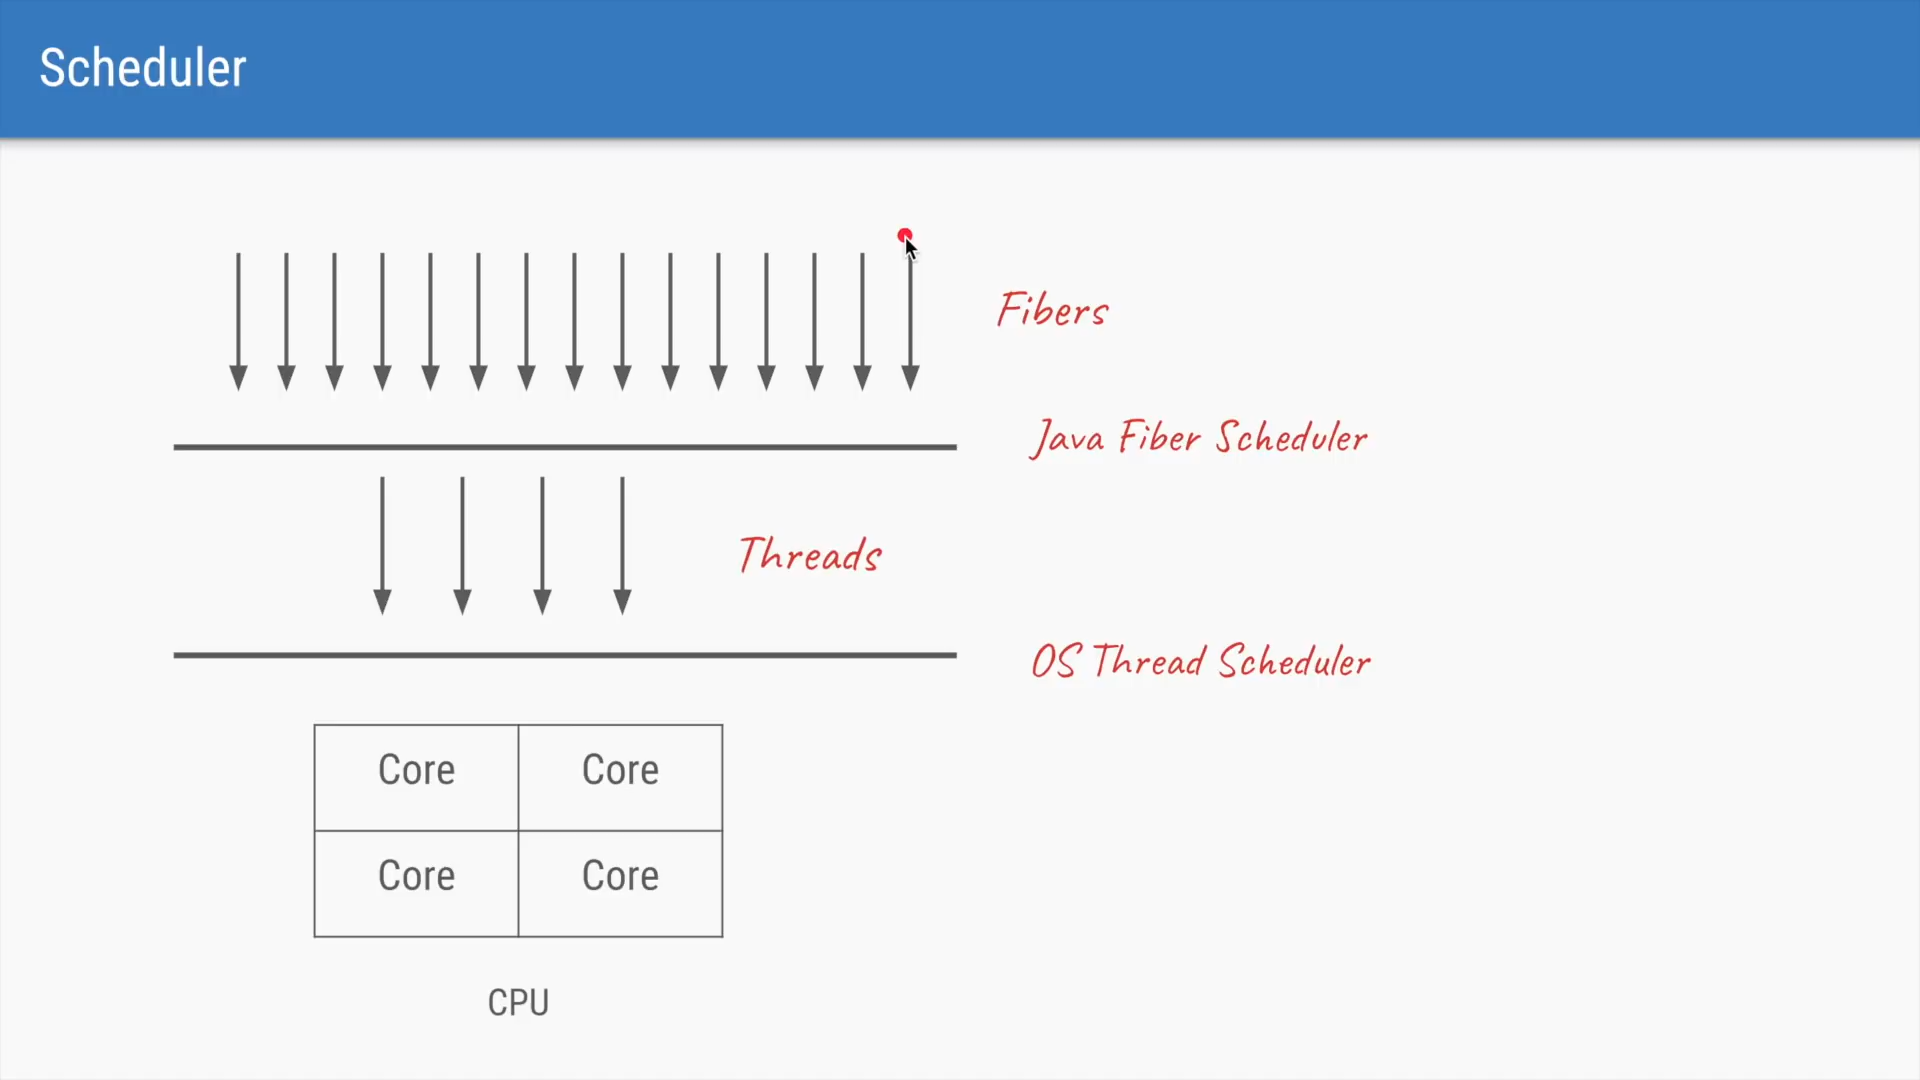 Scheduler
Fibers
Java Fiber Scheduler
Threads
OS Thread Scheduler
Core Core
Core Core
CPU